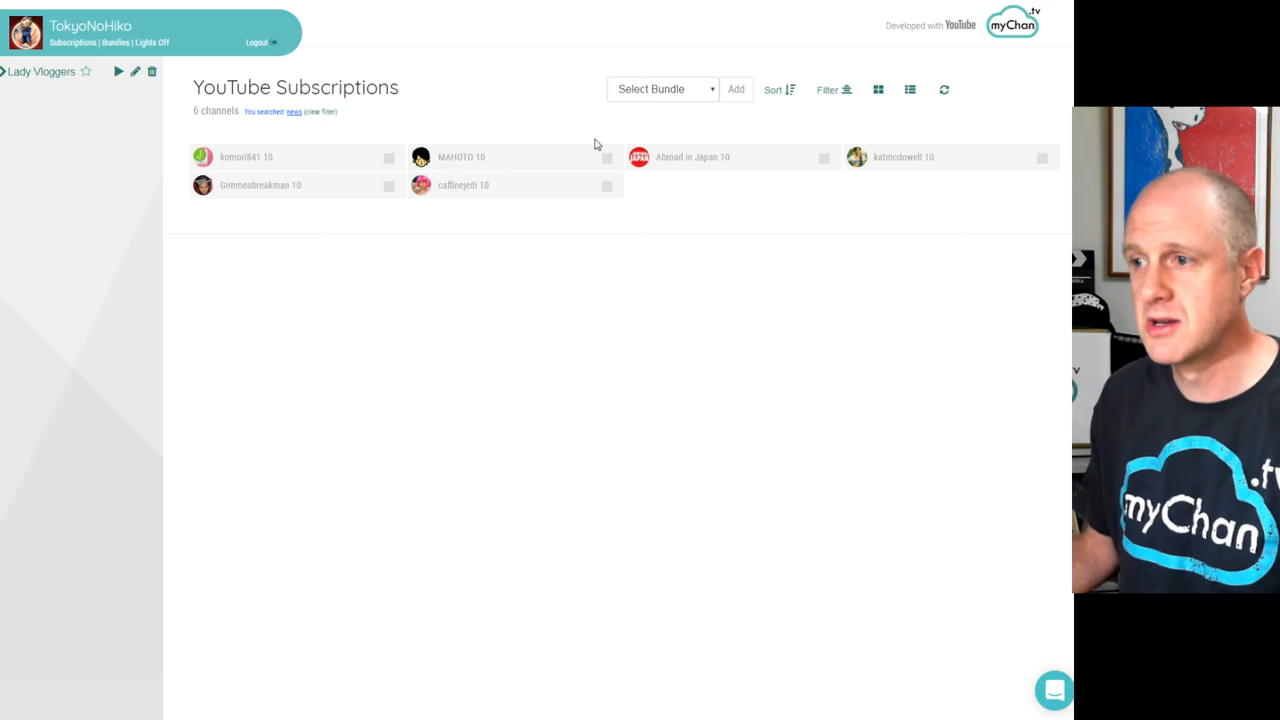 TokyoNoHiko
Subscriptions | Bundles | Lights Off
Logout
Developed with YouTube
myChan
.tv
Lady Vloggers
YouTube Subscriptions
Select Bundle
Add
Sort
Filter
6 channels
You searched: news (clear filter)
komori841 10
MAHOTO 10
JAPAN
Abroad in Japan 10
katmcdowell 10
Gimmeabreakman 10
caffinejedi 10
myChan
.tv